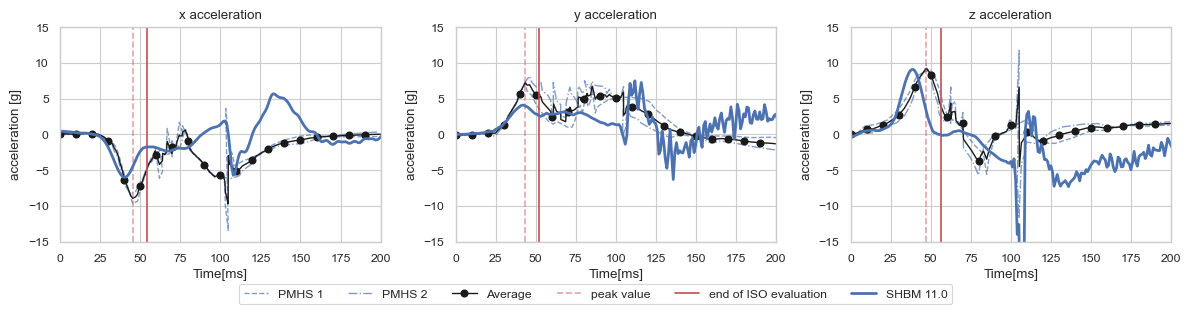 x acceleration
15
10
5
0
−5
−10
−15
acceleration [g]
0 25 50 75 100 125 150 175 200
Time[ms]
y acceleration
15
10
5
0
−5
−10
−15
acceleration [g]
0 25 50 75 100 125 150 175 200
Time[ms]
z acceleration
15
10
5
0
−5
−10
−15
acceleration [g]
0 25 50 75 100 125 150 175 200
Time[ms]
PMHS 1 PMHS 2 Average peak value end of ISO evaluation SHBM 11.0